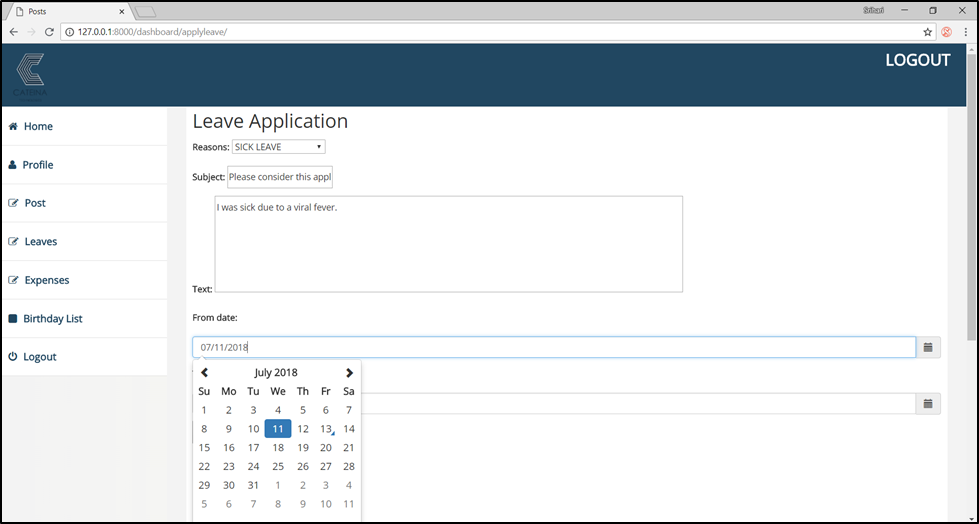 Posts
Srihari
127.0.0.1:8000/dashboard/applyleave/
LOGOUT
Home
Profile
Post
Leaves
Expenses
Birthday List
Logout
Leave Application
Reasons: SICK LEAVE
Subject: Please consider this appl
I was sick due to a viral fever.
Text:
From date:
07/11/2018
July 2018
Su Mo Tu We Th Fr Sa
1 2 3 4 5 6 7
8 9 10 11 12 13 14
15 16 17 18 19 20 21
22 23 24 25 26 27 28
29 30 31 1 2 3 4
5 6 7 8 9 10 11